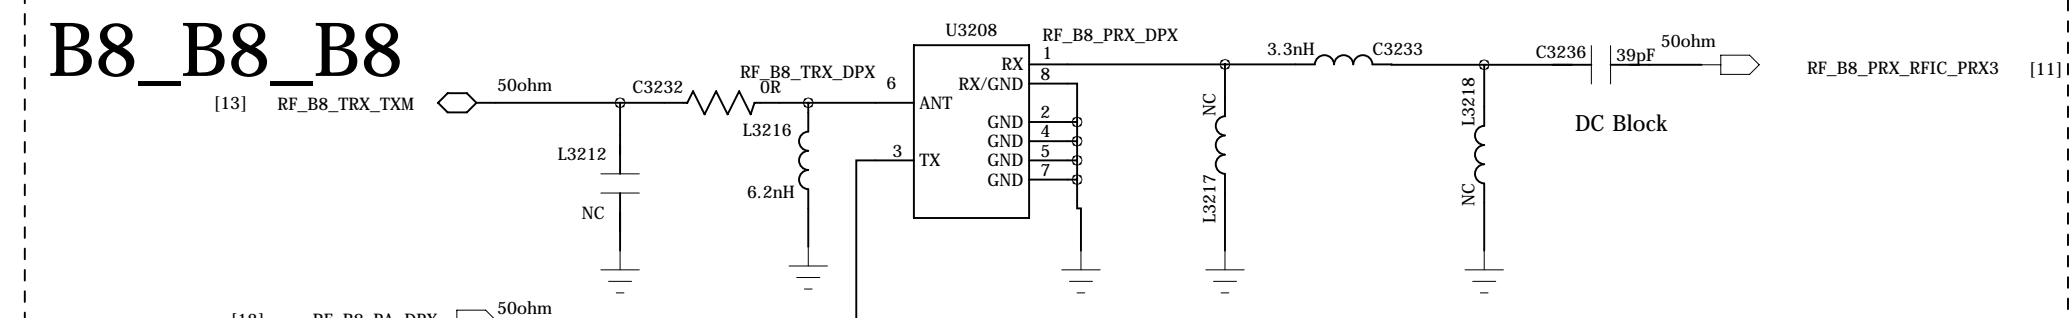 B8_B8_B8
[13] RF_B8_TRX_TXM
50ohm
C3232
RF_B8_TRX_DPX
0R
L3216
6.2nH
L3212
NC
U3208
6
ANT
3
TX
RX
1
RX/GND
8
GND
2
GND
4
GND
5
GND
7
RF_B8_PRX_DPX
NC
L3217
3.3nH
C3233
L3218
NC
C3236
39pF
50ohm
DC Block
RF_B8_PRX_RFIC_PRX3 [11]
[18] RF_B8_PA_DPX
50ohm